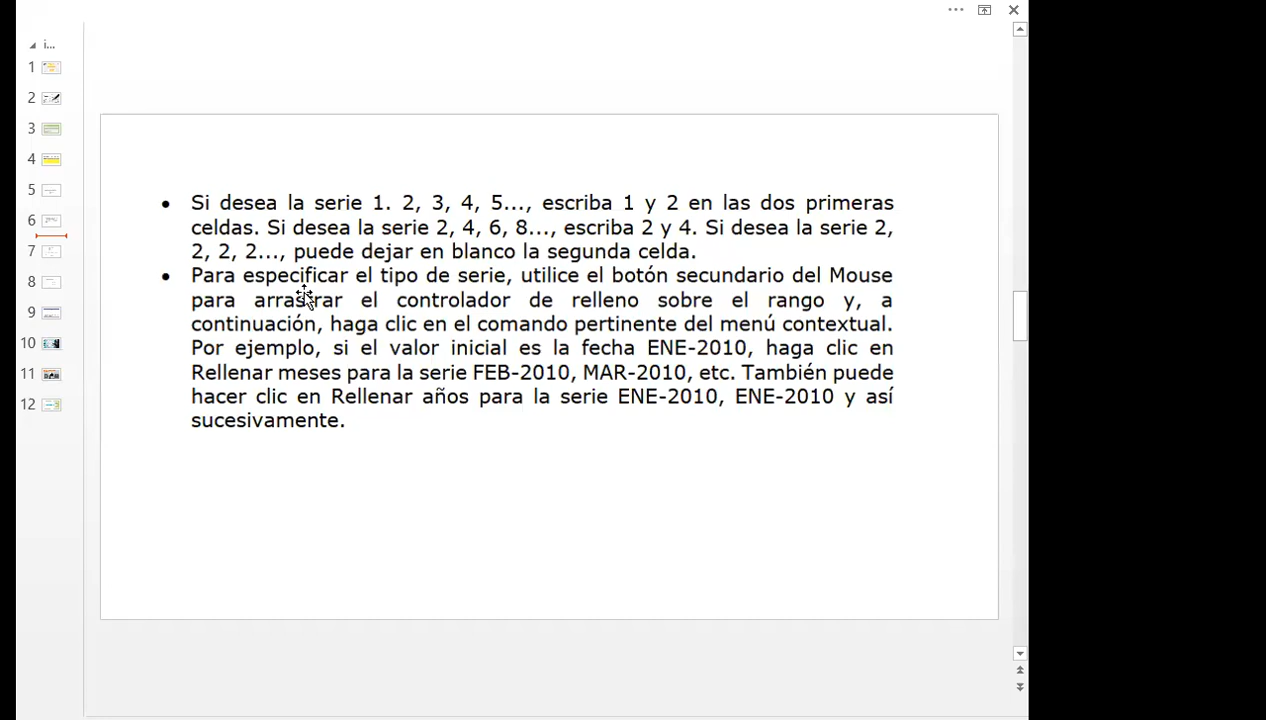 i...
1
2
3
4
5
6
7
8
9
10
11
12
• Si desea la serie 1. 2, 3, 4, 5..., escriba 1 y 2 en las dos primeras
celdas. Si desea la serie 2, 4, 6, 8..., escriba 2 y 4. Si desea la serie 2,
2, 2, 2..., puede dejar en blanco la segunda celda.
• Para especificar el tipo de serie, utilice el botón secundario del Mouse
para arrastrar el controlador de relleno sobre el rango y, a
continuación, haga clic en el comando pertinente del menú contextual.
Por ejemplo, si el valor inicial es la fecha ENE-2010, haga clic en
Rellenar meses para la serie FEB-2010, MAR-2010, etc. También puede
hacer clic en Rellenar años para la serie ENE-2010, ENE-2010 y así
sucesivamente.